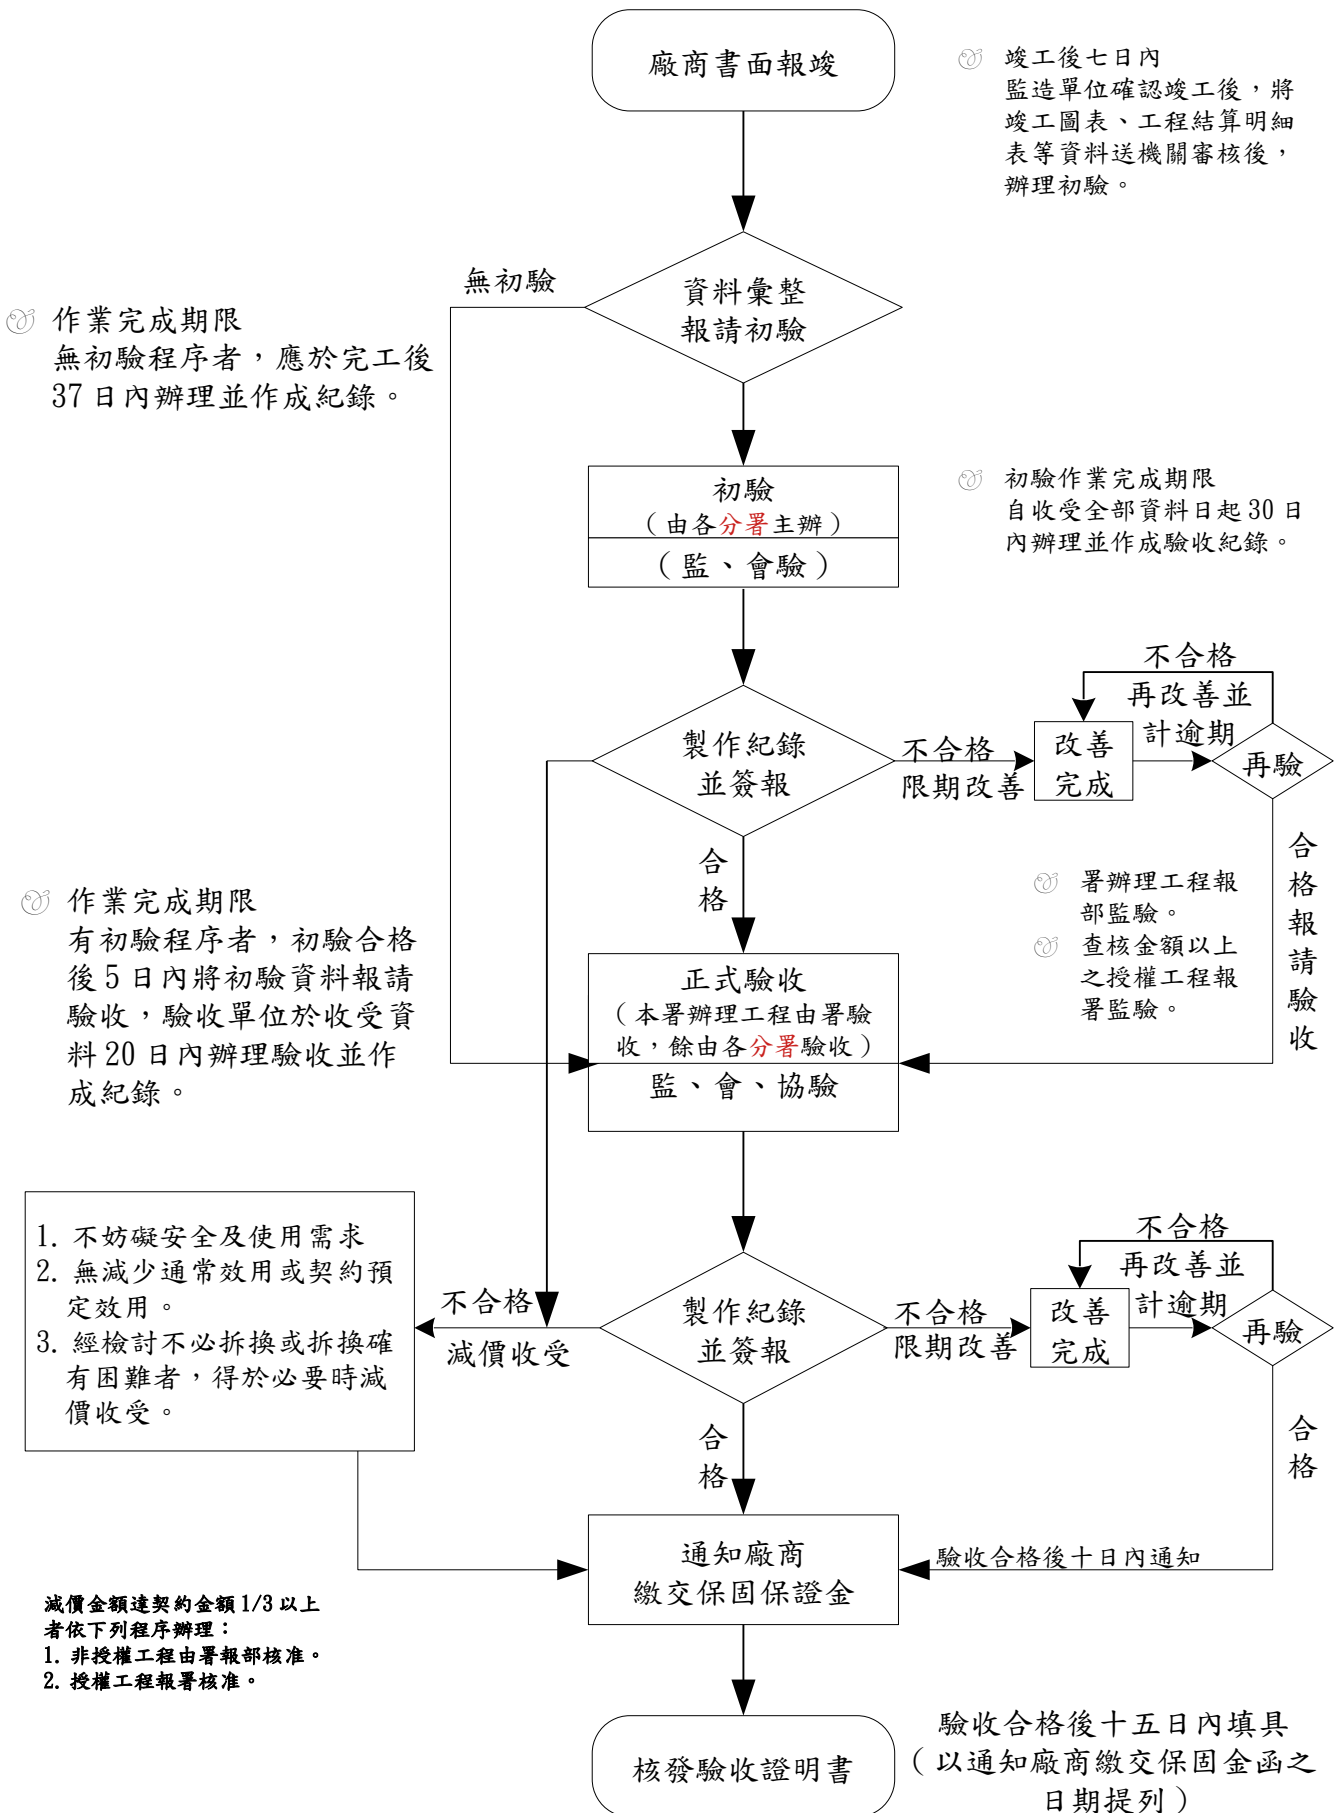 廠商書面報竣
竣工後七日內
監造單位確認竣工後，將
竣工圖表、工程結算明細
表等資料送機關審核後，
辦理初驗。
無初驗
資料彙整
報請初驗
作業完成期限
無初驗程序者，應於完工後
37日內辦理並作成紀錄。
初驗
（由各分署主辦）
（監、會驗）
初驗作業完成期限
自收受全部資料日起30日
內辦理並作成驗收紀錄。
不合格
再改善並
計逾期
製作紀錄
並簽報
不合格
限期改善
改善
完成
再驗
合格
合格報請驗收
署辦理工程報
部監驗。
查核金額以上
之授權工程報
署監驗。
作業完成期限
有初驗程序者，初驗合格
後5日內將初驗資料報請
驗收，驗收單位於收受資
料20日內辦理驗收並作
成紀錄。
正式驗收
（本署辦理工程由署驗
收，餘由各分署驗收）
監、會、協驗
1. 不妨礙安全及使用需求
2. 無減少通常效用或契約預
定效用。
3. 經檢討不必拆換或拆換確
有困難者，得於必要時減
價收受。
不合格
減價收受
製作紀錄
並簽報
不合格
限期改善
不合格
再改善並
計逾期
改善
完成
再驗
合格
合格
通知廠商
繳交保固保證金
驗收合格後十日內通知
減價金額達契約金額1/3以上
者依下列程序辦理：
1. 非授權工程由署報部核准。
2. 授權工程報署核准。
核發驗收證明書
驗收合格後十五日內填具
（以通知廠商繳交保固金函之
日期提列）